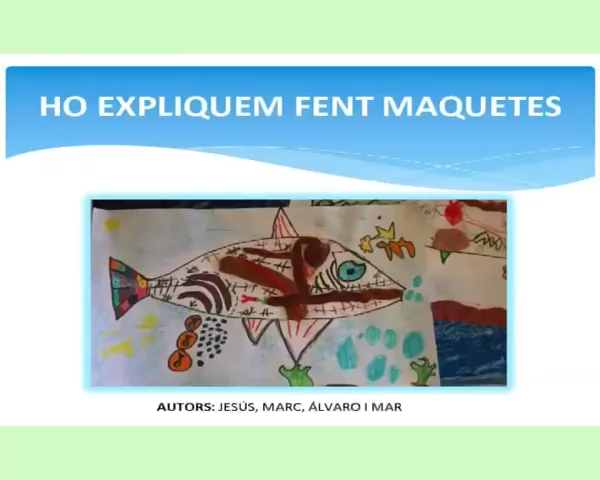 HO EXPLIQUEM FENT MAQUETES
AUTORS: JESÚS, MARC, ÁLVARO I MAR